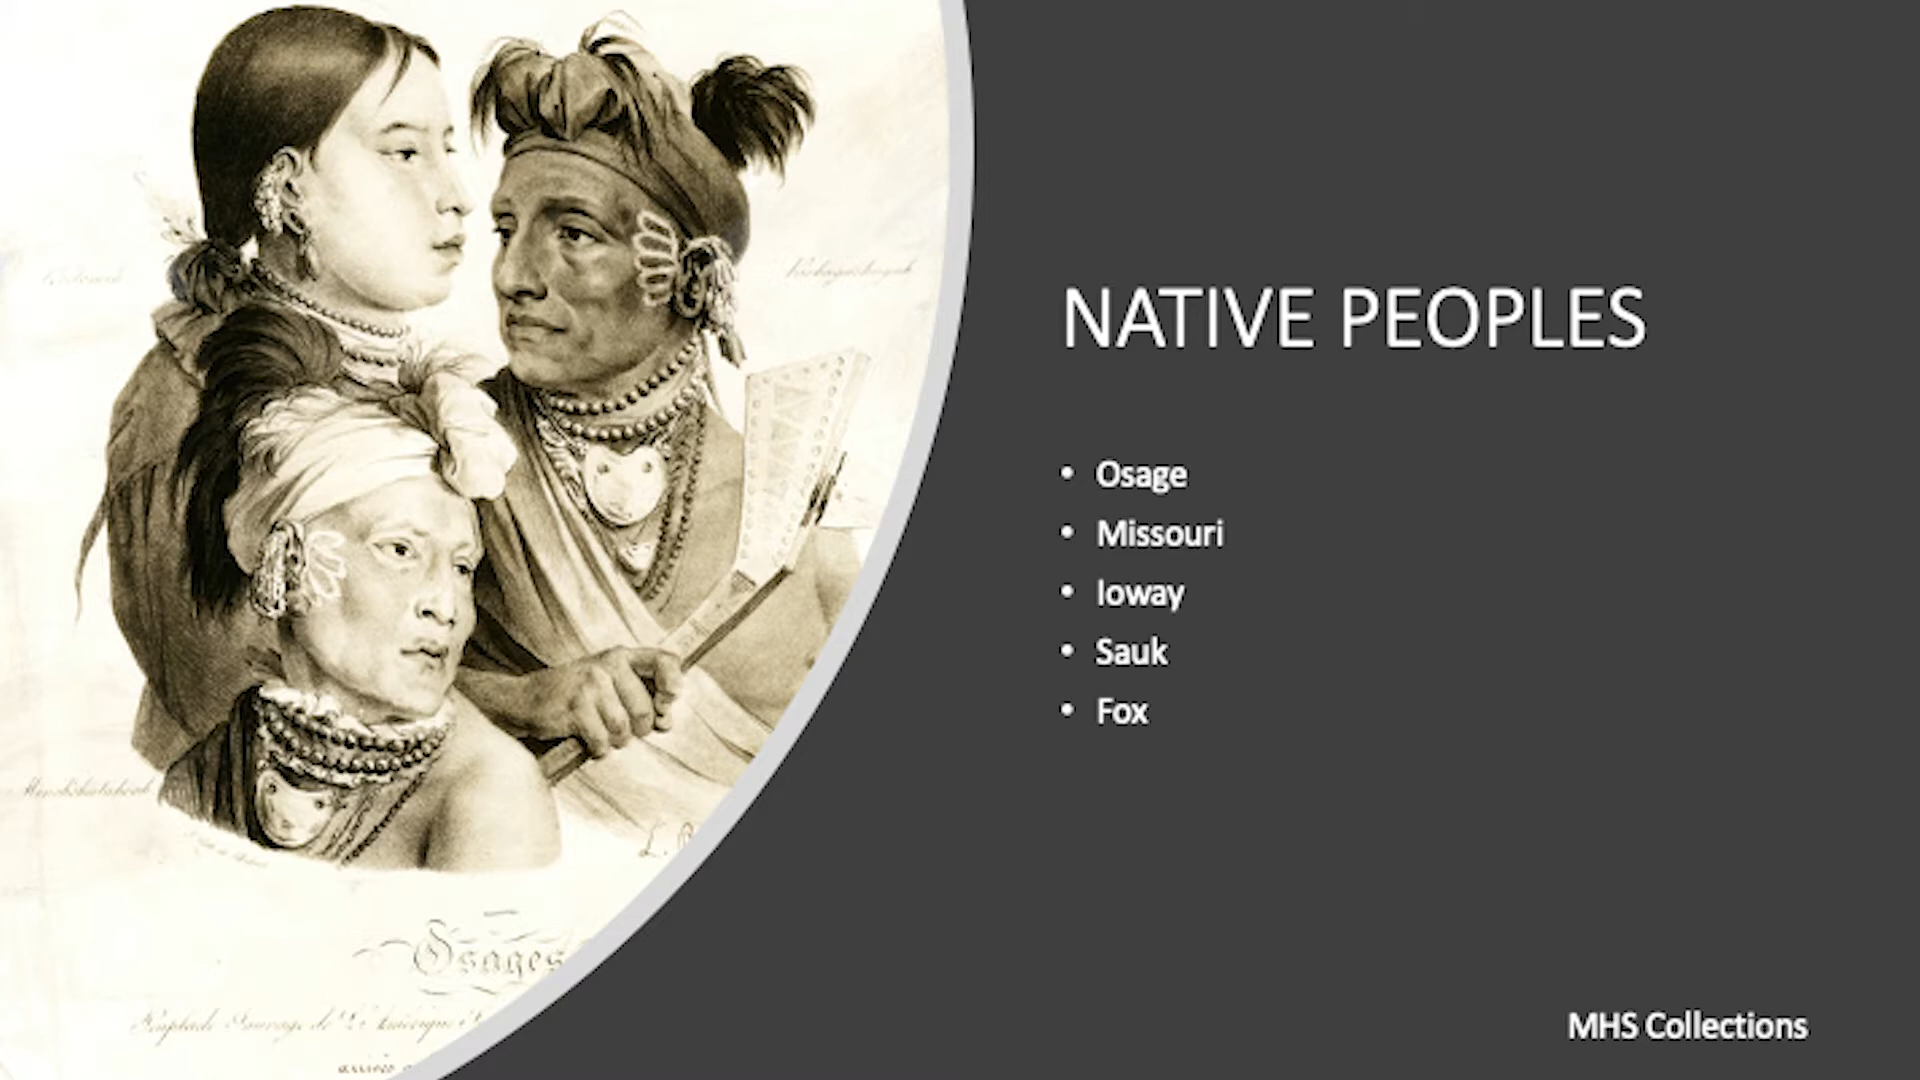 NATIVE PEOPLES
• Osage
• Missouri
• Ioway
• Sauk
• Fox
MHS Collections
Osages